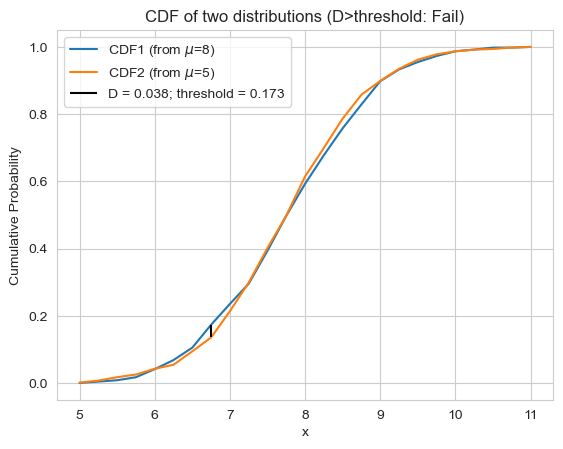 CDF of two distributions (D>threshold: Fail)
CDF1 (from μ=8)
CDF2 (from μ=5)
D = 0.038; threshold = 0.173
Cumulative Probability
1.0
0.8
0.6
0.4
0.2
0.0
5 6 7 8 9 10 11
x